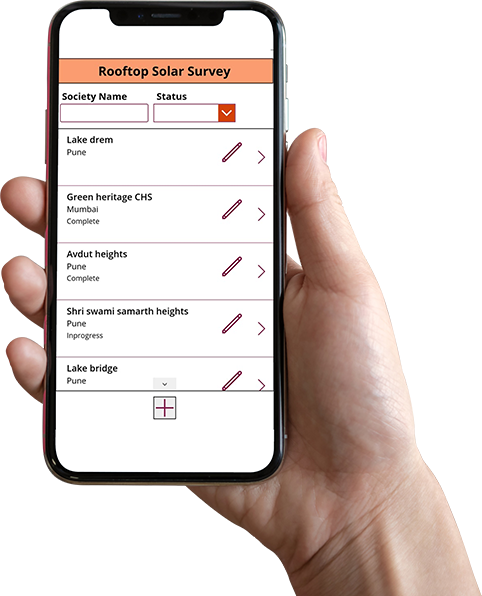 Rooftop Solar Survey
Society Name Status
Lake drem
Pune
Green heritage CHS
Mumbai
Complete
Avdut heights
Pune
Complete
Shri swami samarth heights
Pune
Inprogress
Lake bridge
Pune